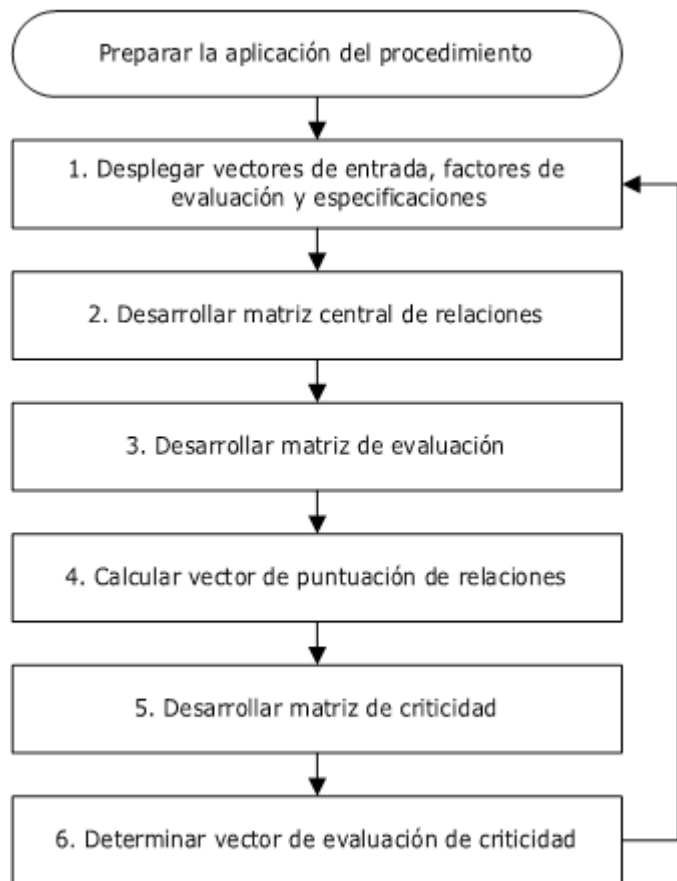 Preparar la aplicación del procedimiento
1. Desplegar vectores de entrada, factores de
evaluación y especificaciones
2. Desarrollar matriz central de relaciones
3. Desarrollar matriz de evaluación
4. Calcular vector de puntuación de relaciones
5. Desarrollar matriz de criticidad
6. Determinar vector de evaluación de criticidad